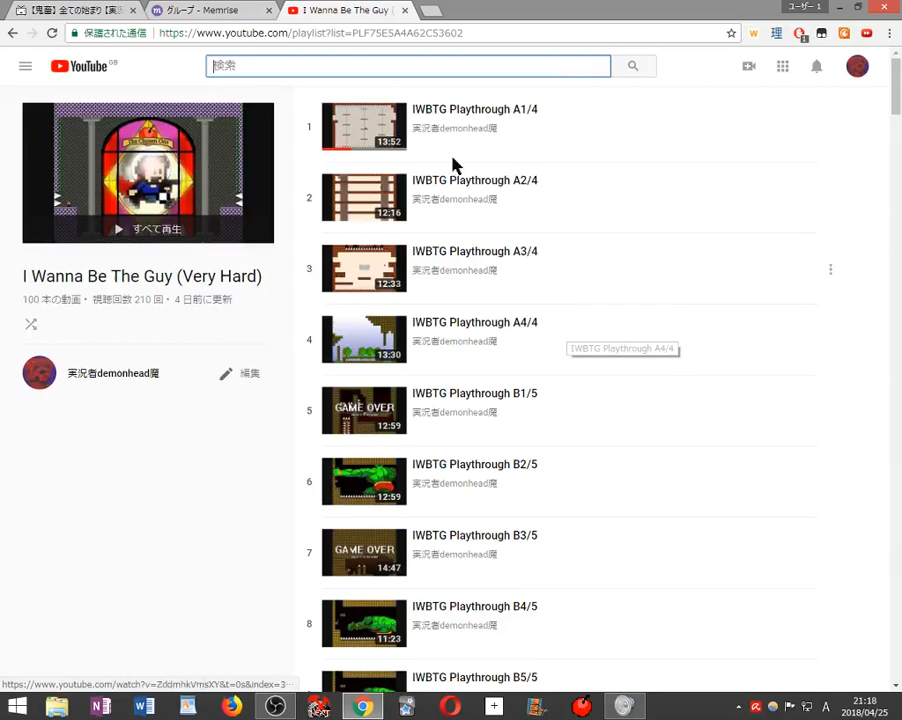 【鬼畜】全ての始まり【実況
グループ - Memrise
I Wanna Be The Guy (
ユーザー 1
保護された通信
https://www.youtube.com/playlist?list=PLF75E5A4A62C53602
YouTube GB
検索
すべて再生
I Wanna Be The Guy (Very Hard)
100 本の動画・ 視聴回数 210 回・ 4 日前に更新
実況者demonhead魔
編集
1
13:52
IWBTG Playthrough A1/4
実況者demonhead魔
2
12:16
IWBTG Playthrough A2/4
実況者demonhead魔
3
12:33
IWBTG Playthrough A3/4
実況者demonhead魔
4
13:30
IWBTG Playthrough A4/4
実況者demonhead魔
IWBTG Playthrough A4/4
5
GAME OVER
12:59
IWBTG Playthrough B1/5
実況者demonhead魔
6
12:59
IWBTG Playthrough B2/5
実況者demonhead魔
7
GAME OVER
14:47
IWBTG Playthrough B3/5
実況者demonhead魔
8
11:23
IWBTG Playthrough B4/5
実況者demonhead魔
IWBTG Playthrough B5/5
https://www.youtube.com/watch?v=ZddmhkVmsXY&t=0s&index=3…
A
21:18
2018/04/25